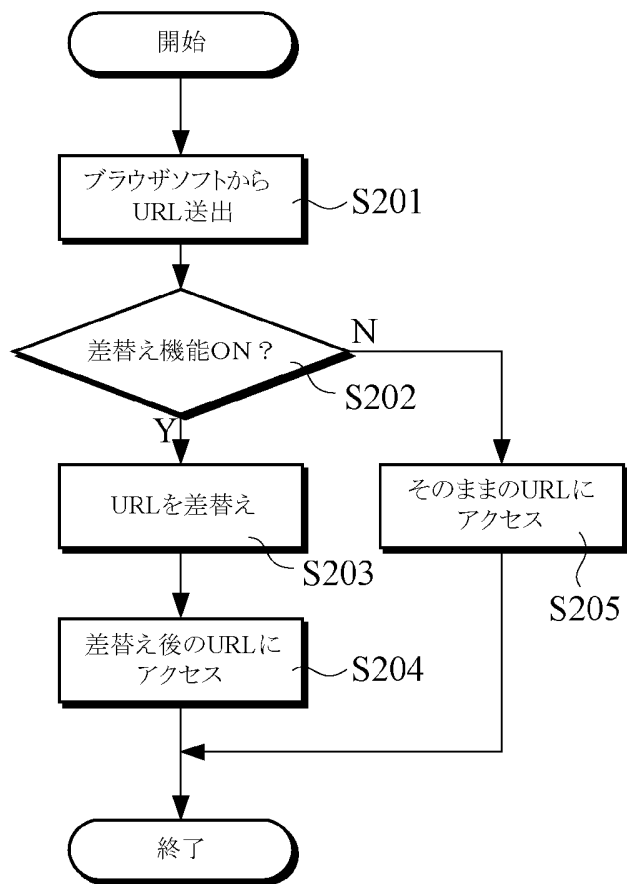 開始
ブラウザソフトから
URL送出
S201
差替え機能ON?
N
S202
Y
URLを差替え
S203
そのままのURLに
アクセス
S205
差替え後のURLに
アクセス
S204
終了